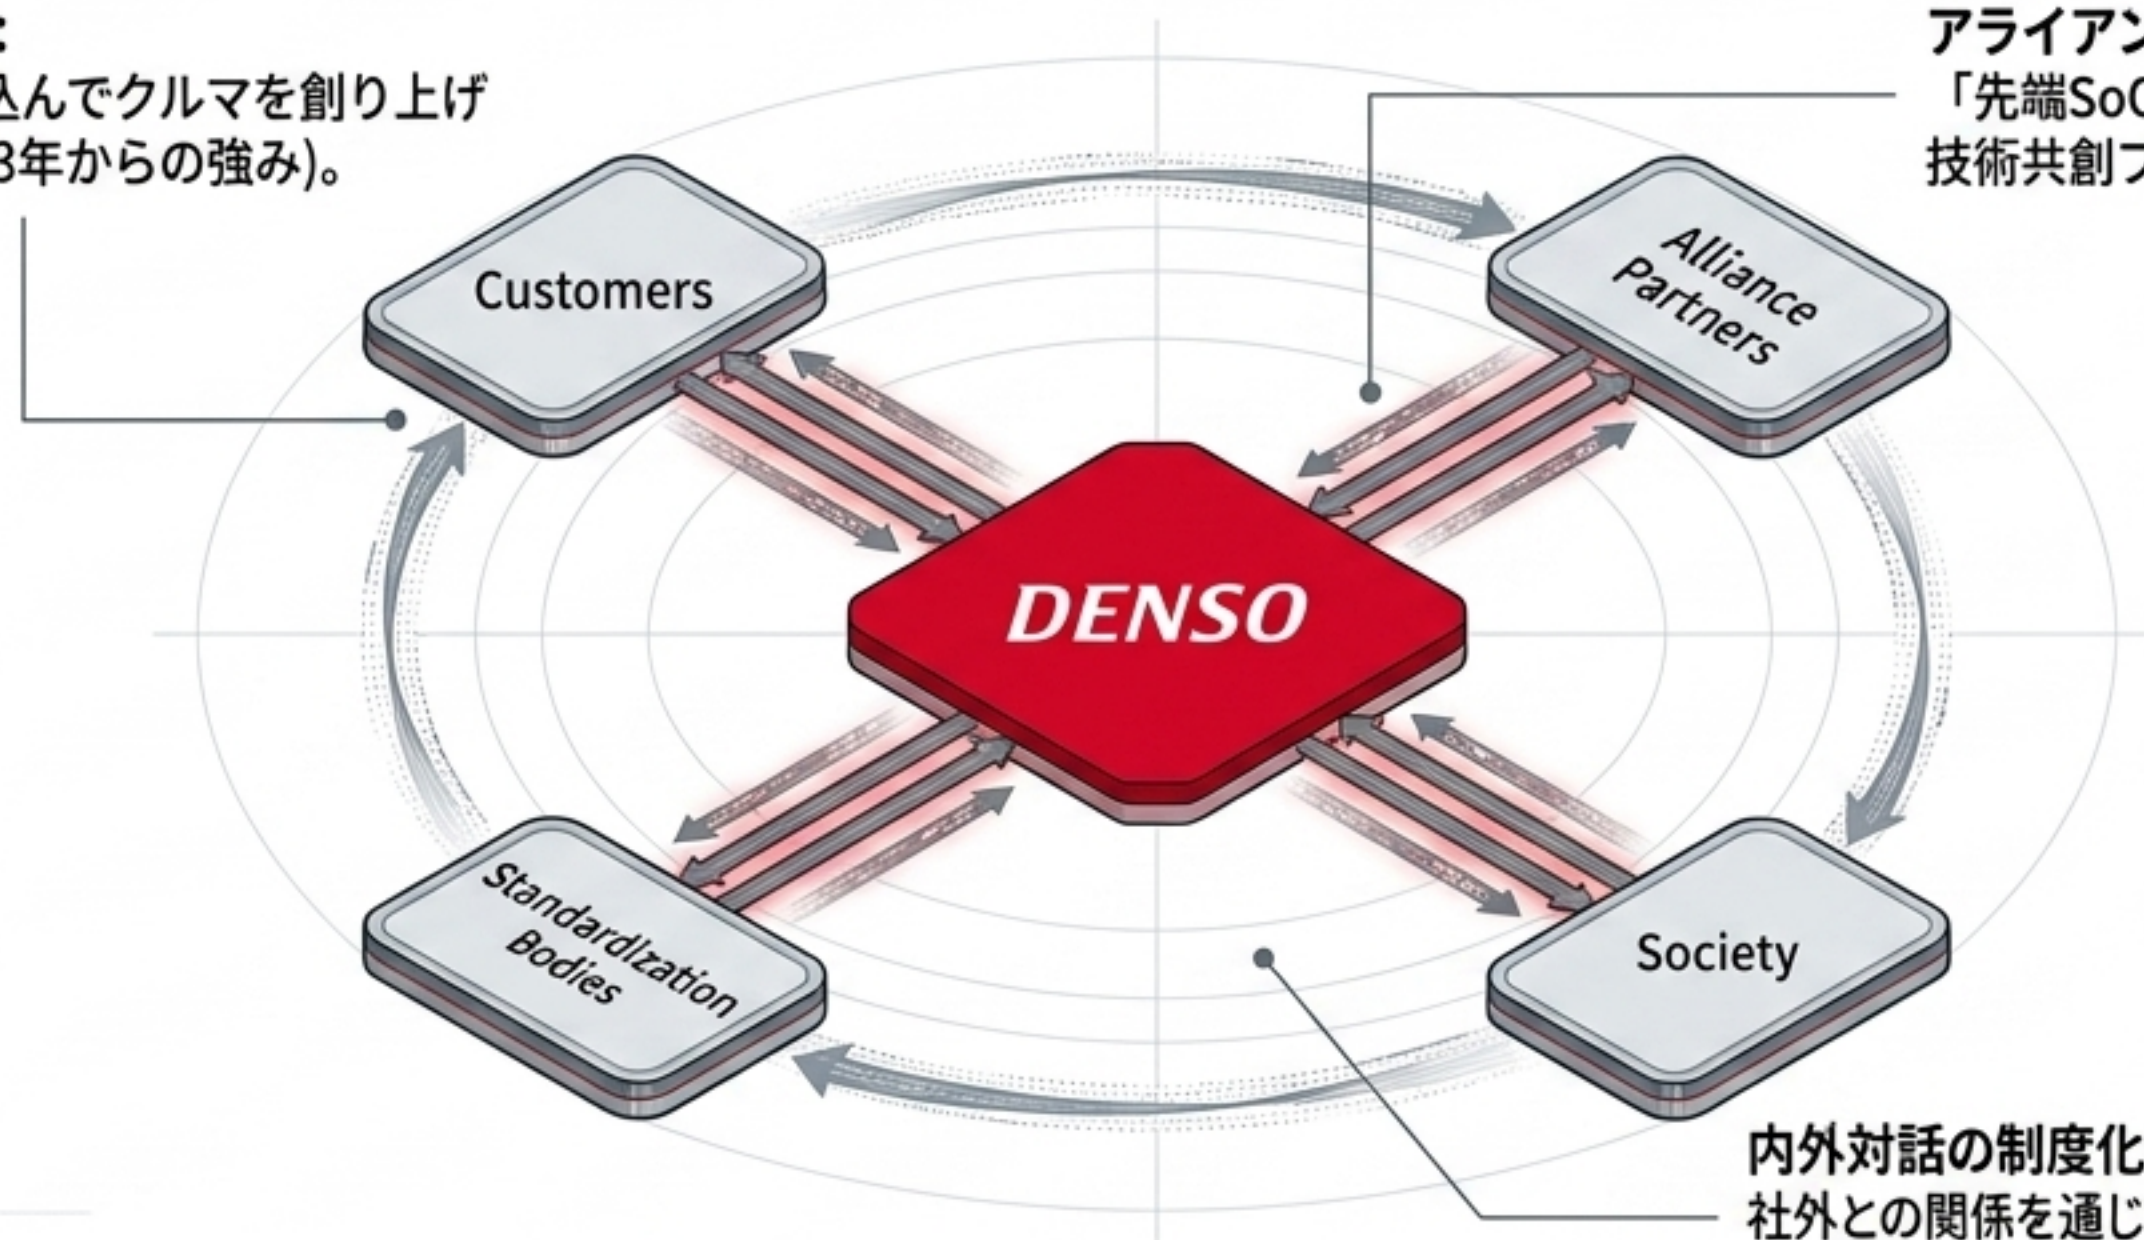 :
込んでクルマを創り上げ
3年からの強み)。
アライアン
「先端SoC
技術共創フ
Customers
Alliance
Partners
DENSO
Standardization
Bodies
Society
内外対話の制度化
社外との関係を通じ